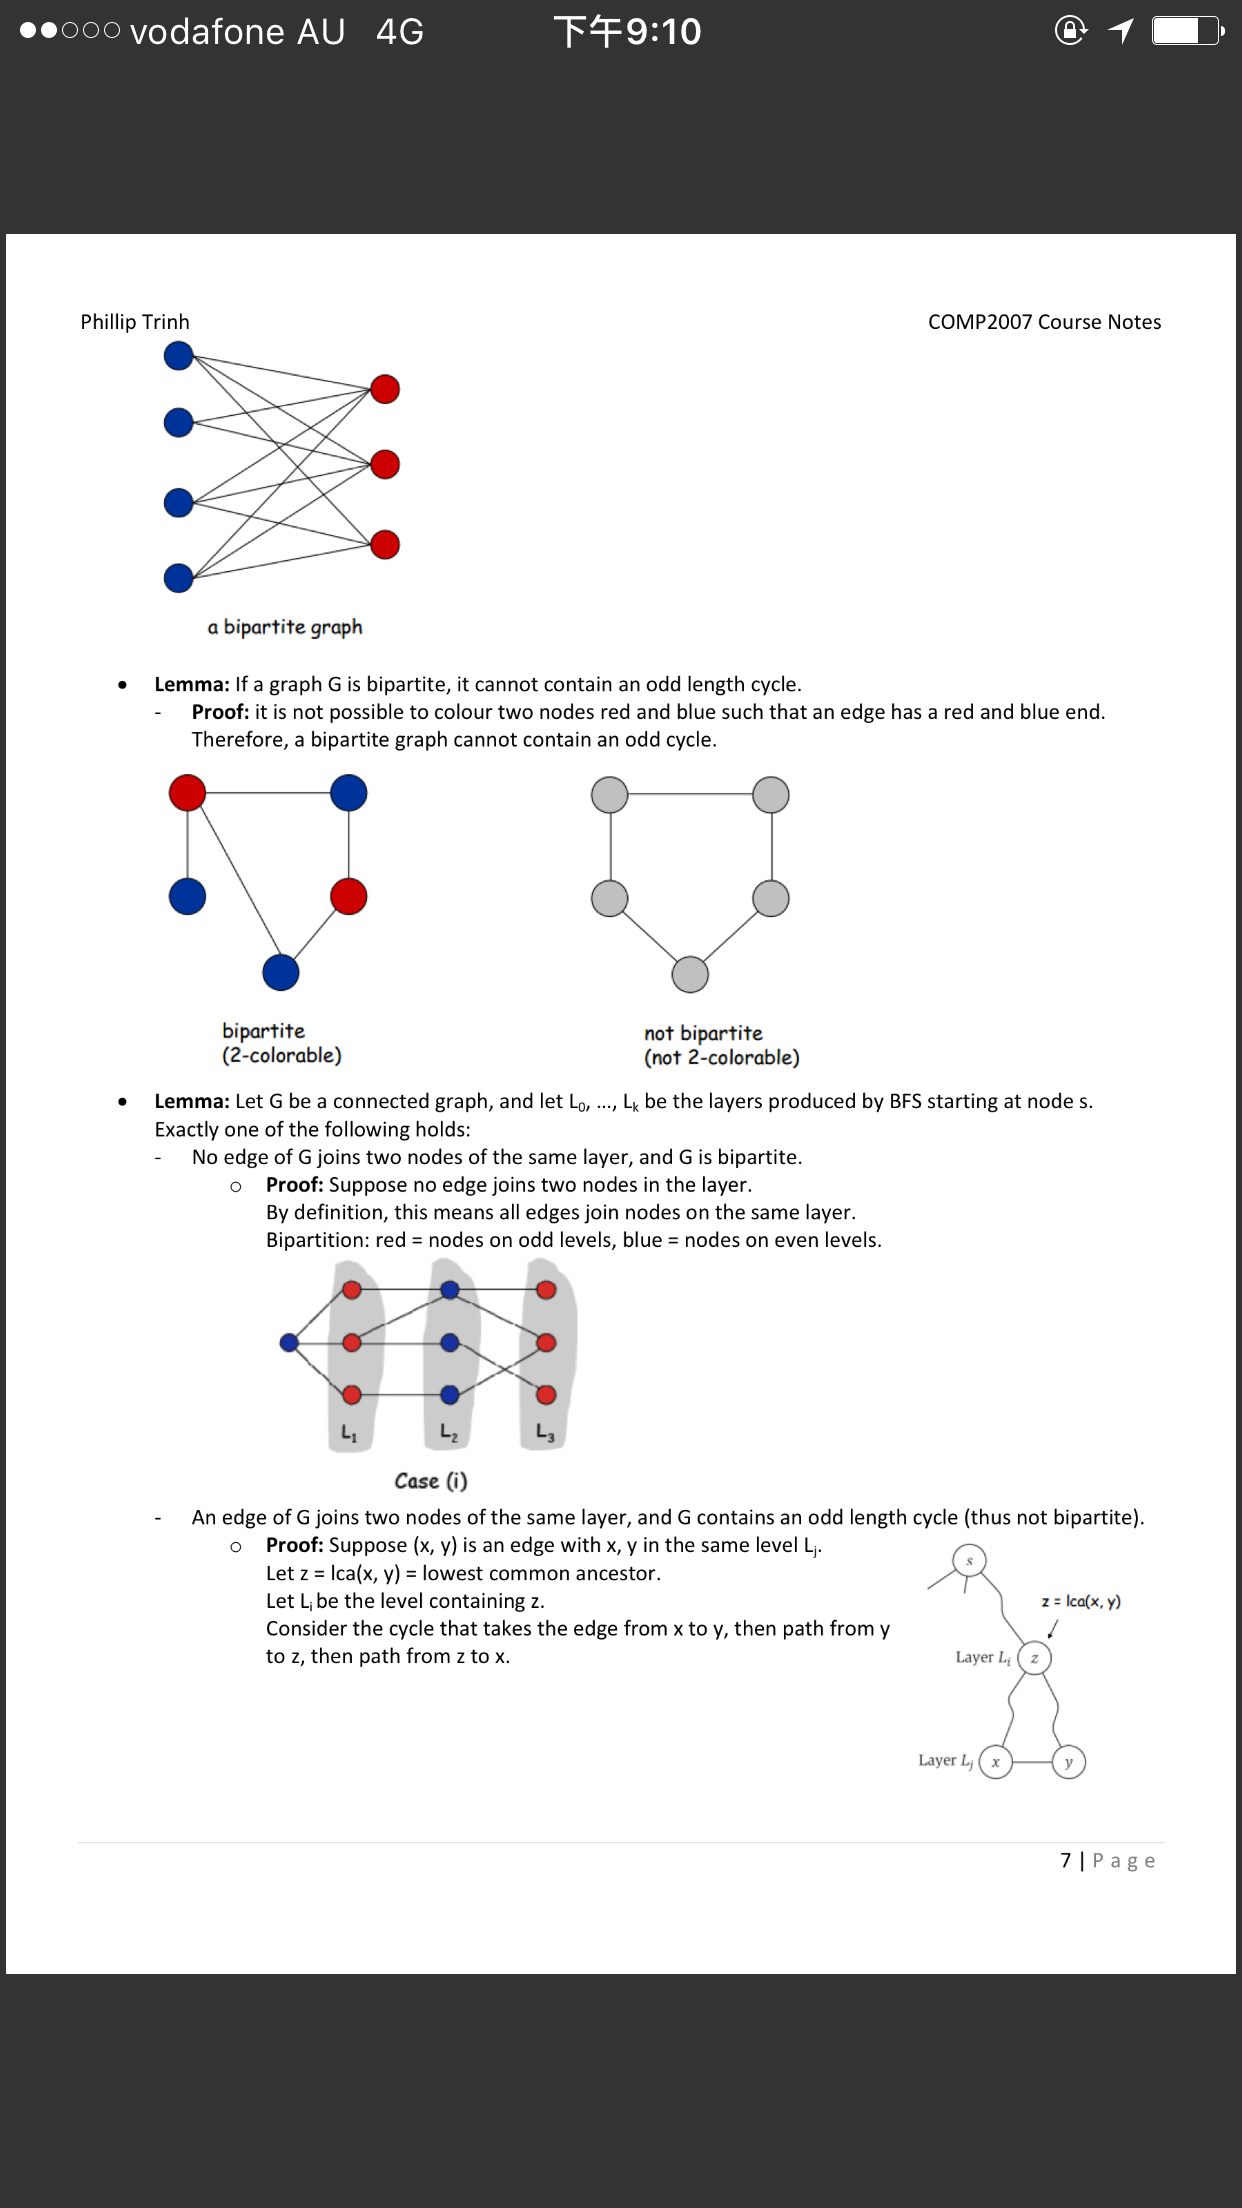 vodafone AU 4G 下午9:10
Phillip Trinh COMP2007 Course Notes
a bipartite graph
• Lemma: If a graph G is bipartite, it cannot contain an odd length cycle.
- Proof: it is not possible to colour two nodes red and blue such that an edge has a red and blue end.
Therefore, a bipartite graph cannot contain an odd cycle.
bipartite
(2-colorable)
not bipartite
(not 2-colorable)
• Lemma: Let G be a connected graph, and let L₀, ..., Lₖ be the layers produced by BFS starting at node s.
Exactly one of the following holds:
- No edge of G joins two nodes of the same layer, and G is bipartite.
o Proof: Suppose no edge joins two nodes in the layer.
By definition, this means all edges join nodes on the same layer.
Bipartition: red = nodes on odd levels, blue = nodes on even levels.
L₁ L₂ L₃
Case (i)
- An edge of G joins two nodes of the same layer, and G contains an odd length cycle (thus not bipartite).
o Proof: Suppose (x, y) is an edge with x, y in the same level Lⱼ.
Let z = lca(x, y) = lowest common ancestor.
Let Lᵢ be the level containing z.
Consider the cycle that takes the edge from x to y, then path from y
to z, then path from z to x.
s
z = lca(x, y)
Layer Lᵢ z
Layer Lⱼ x y
7 | Page